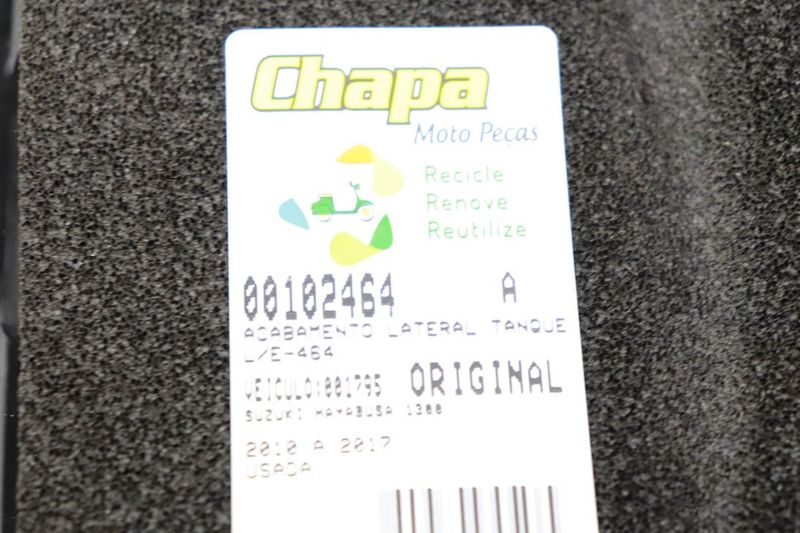 Chapa
Moto Peças
Recicle
Renove
Reutilize
00102464 A
ACABAMENTO LATERAL TANQUE
L/E-464
VEICULO:001795 ORIGINAL
SUZUKI HAYABUSA 1300
2010 A 2017
USADA